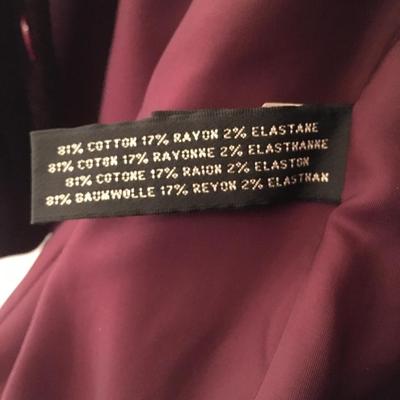 81% COTTON 17% RAYON 2% ELASTANE
81% COTON 17% RAYONNE 2% ELASTHANNE
81% COTONE 17% RAION 2% ELASTON
81% BAUMWOLLE 17% REYON 2% ELASTHAN